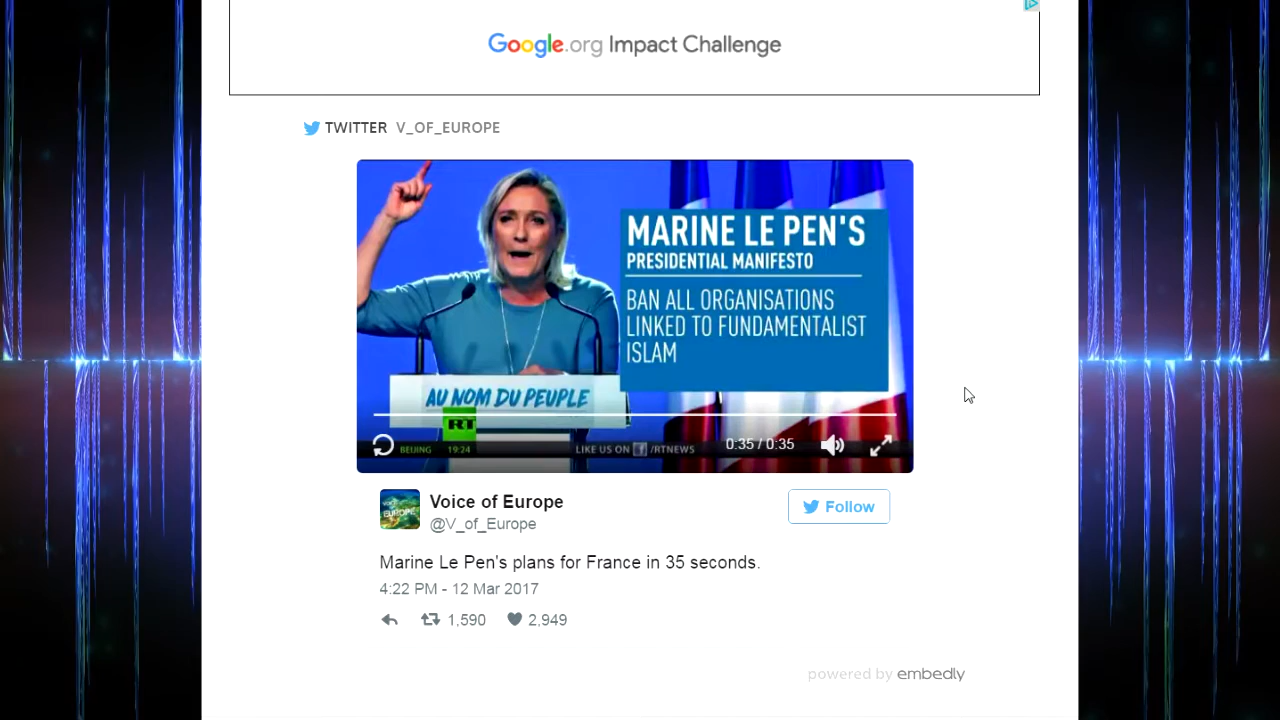 Google.org Impact Challenge
TWITTER V_OF_EUROPE
MARINE LE PEN'S
PRESIDENTIAL MANIFESTO
BAN ALL ORGANISATIONS
LINKED TO FUNDAMENTALIST
ISLAM
AU NOM DU PEUPLE
RT
BEIJING 19:24 LIKE US ON f /RTNEWS 0:35 / 0:35
EUROPE
Voice of Europe
@V_of_Europe
Follow
Marine Le Pen's plans for France in 35 seconds.
4:22 PM - 12 Mar 2017
1,590 2,949
powered by embedly